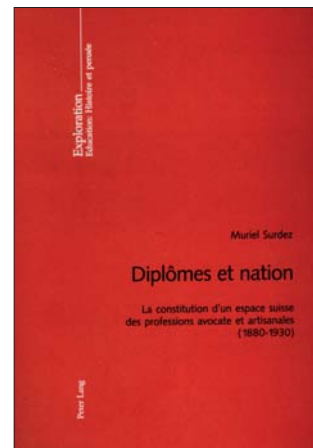 Exploration
Education: Histoire et pensée
Muriel Surdez
Diplômes et nation
La constitution d'un espace suisse
des professions avocate et artisanales
(1880-1930)
Peter Lang